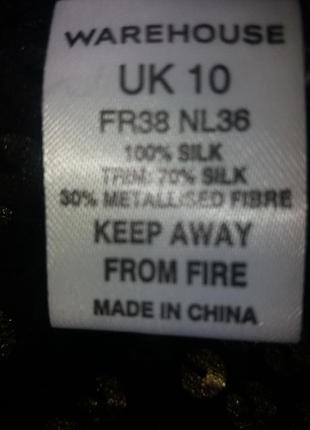 WAREHOUSE
UK 10
FR38 NL36
100% SILK
TRIM: 70% SILK
30% METALLISED FIBRE
KEEP AWAY
FROM FIRE
MADE IN CHINA